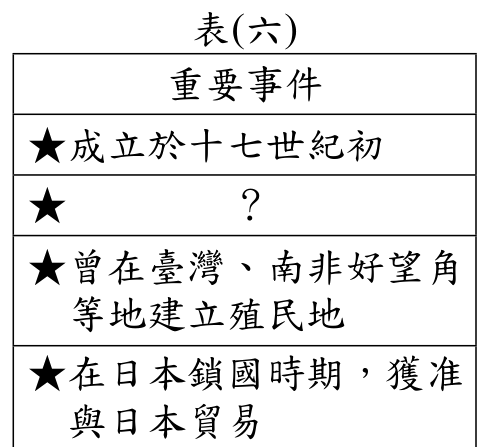 表(六)
重要事件
★成立於十七世紀初
★ ?
★曾在臺灣、南非好望角
等地建立殖民地
★在日本鎖國時期，獲准
與日本貿易